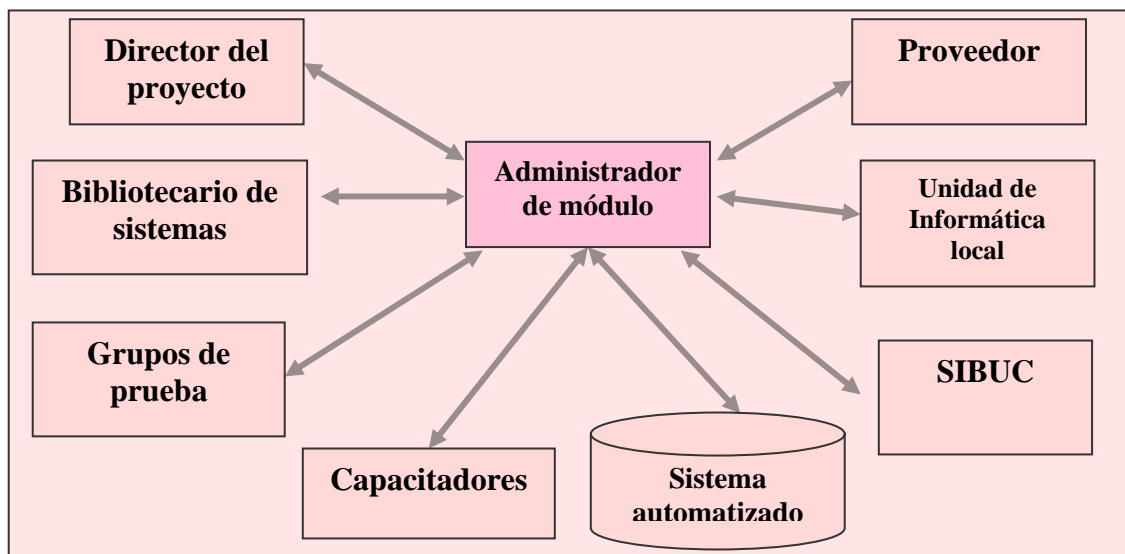 Director del
proyecto
Proveedor
Administrador
de módulo
Bibliotecario de
sistemas
Unidad de
Informática
local
Grupos de
prueba
SIBUC
Capacitadores
Sistema
automatizado